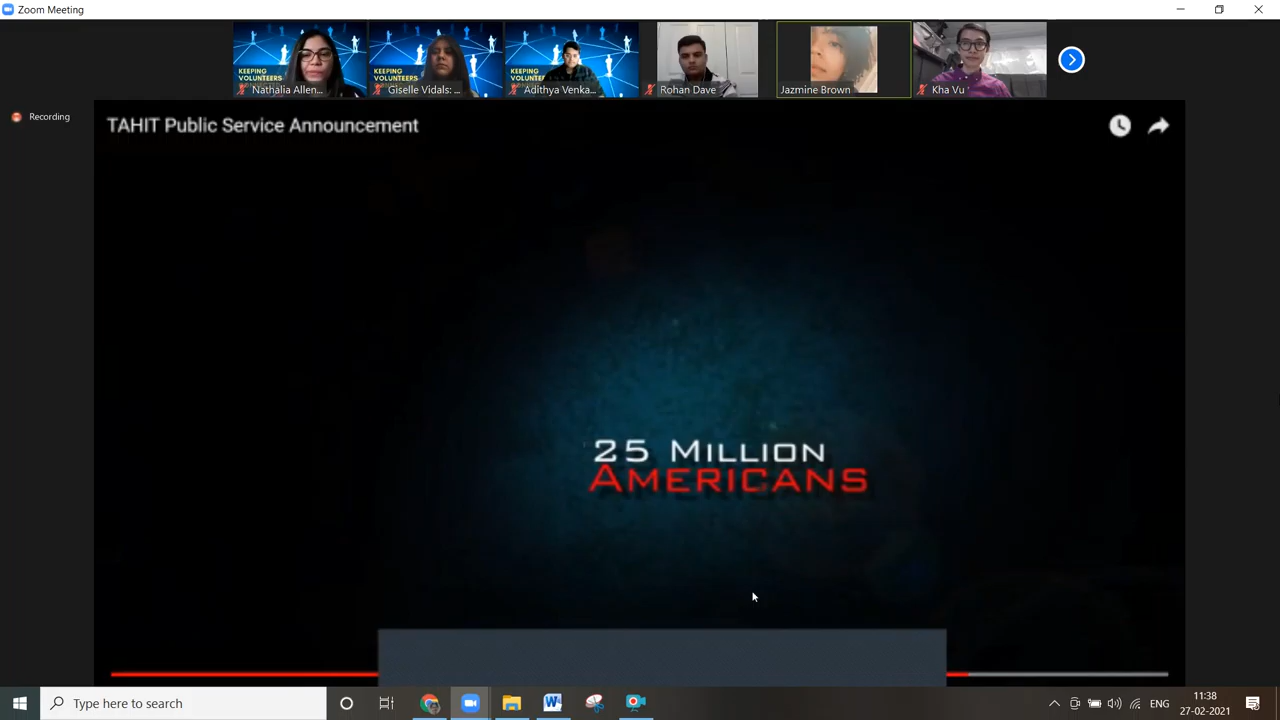 Zoom Meeting
KEEPING
VOLUNTEERS
Nathalia Allen...
KEEPING
VOLUNTEERS
Giselle Vidals: ...
KEEPING
VOLUNTEERS
Adithya Venka...
Rohan Dave
Jazmine Brown
Kha Vu
Recording
TAHIT Public Service Announcement
25 MILLION
AMERICANS
Type here to search
ENG
11:38
27-02-2021